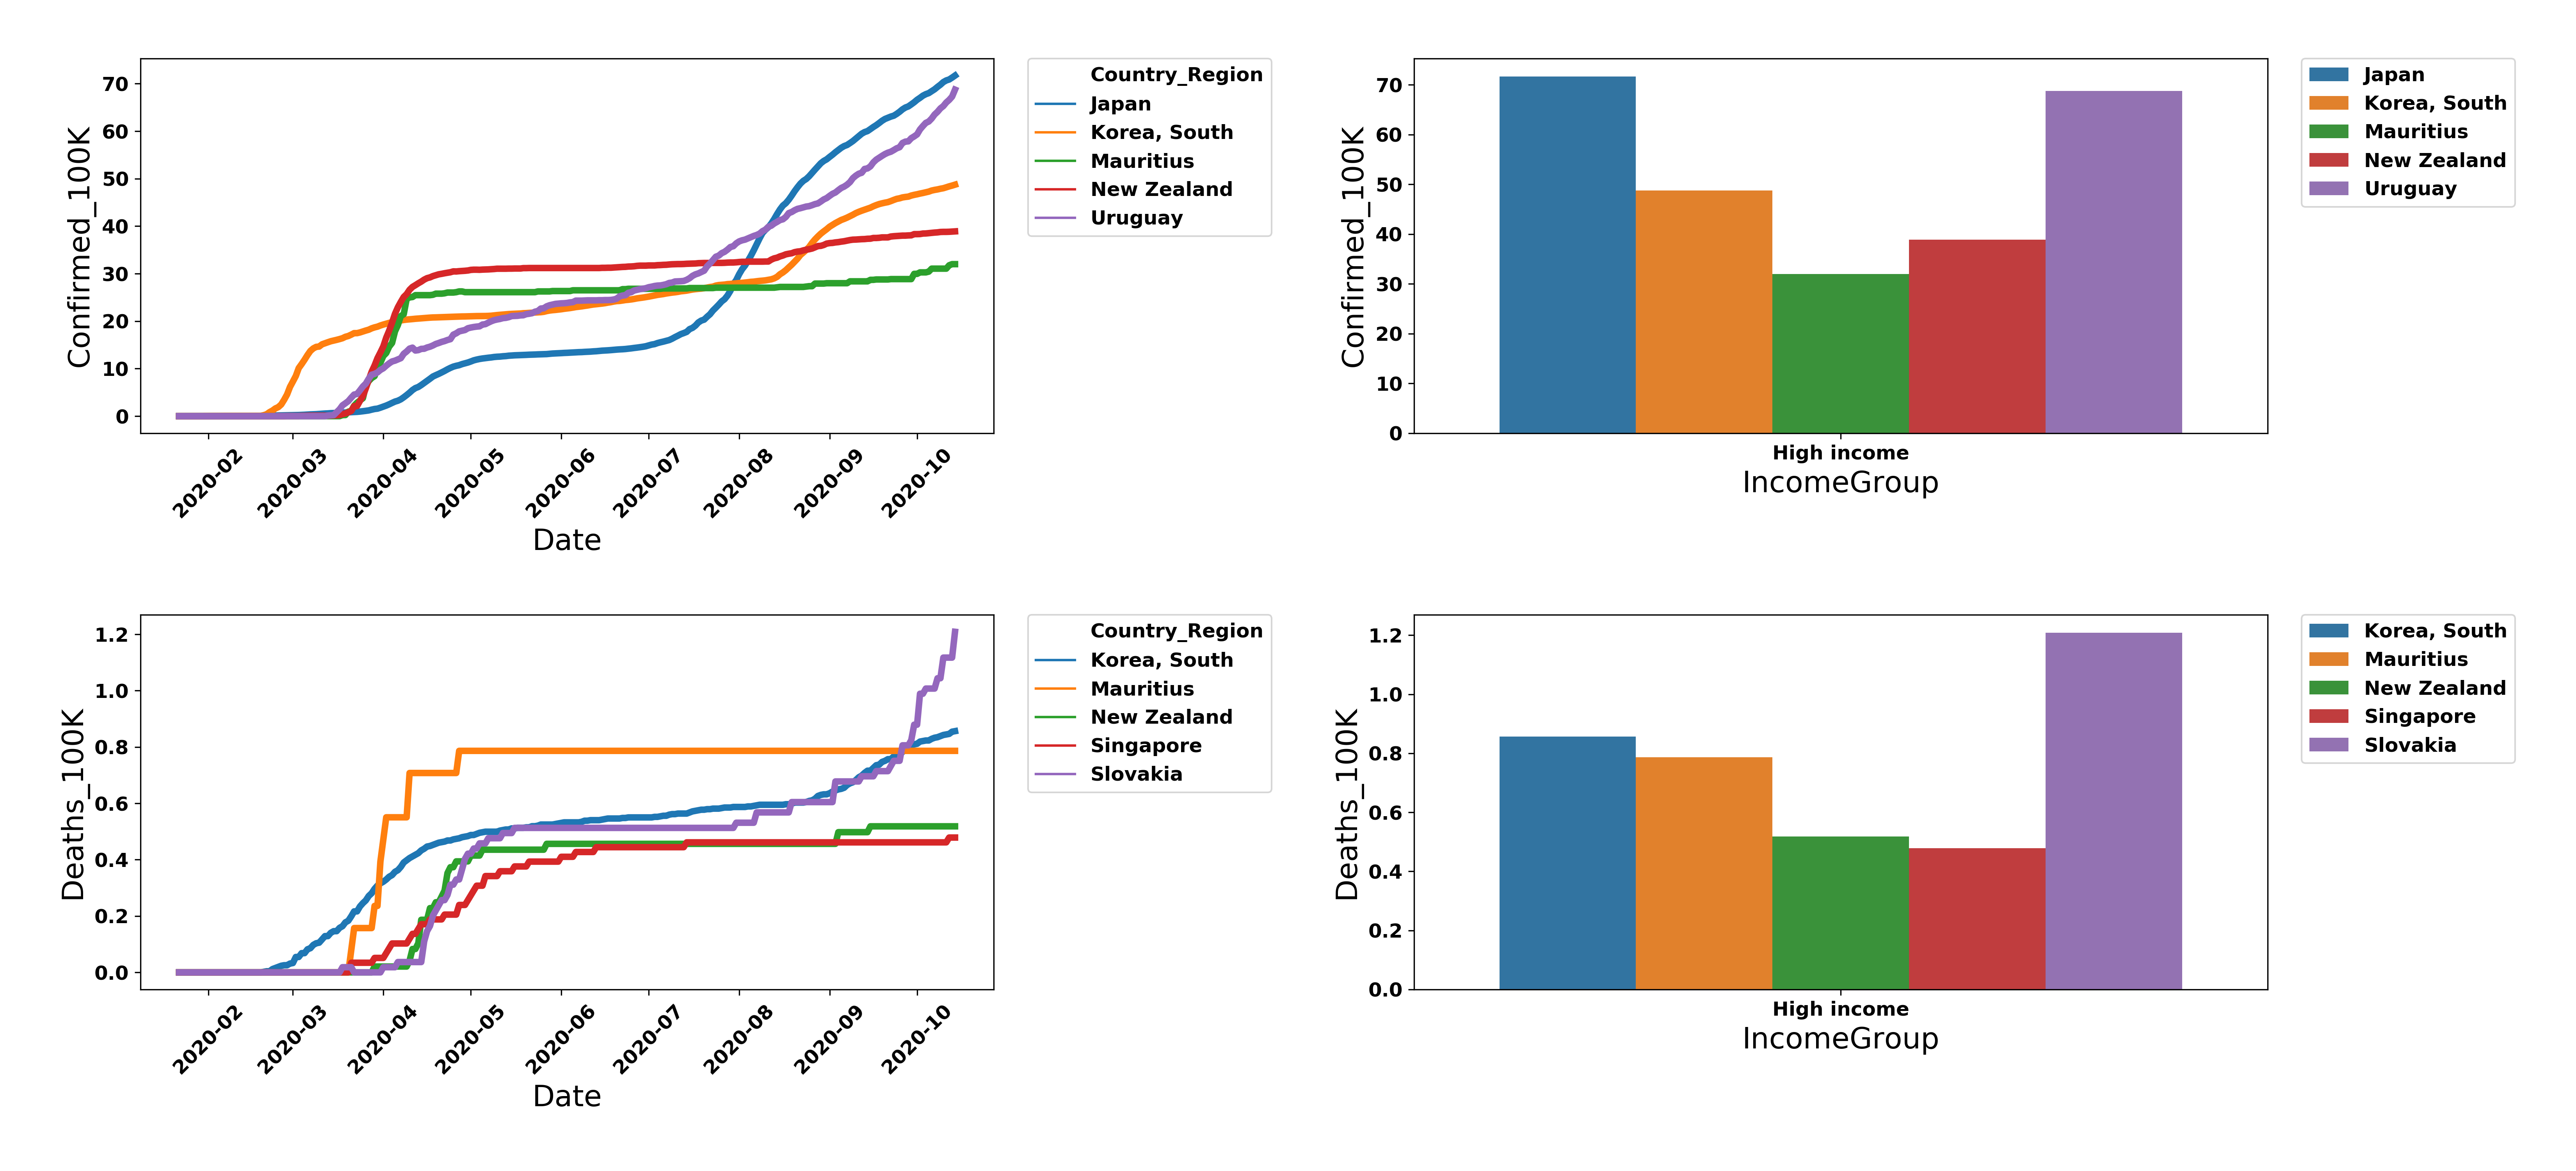 Confirmed_100K
70
60
50
40
30
20
10
0
2020-02
2020-03
2020-04
2020-05
2020-06
2020-07
2020-08
2020-09
2020-10
Date
Country_Region
Japan
Korea, South
Mauritius
New Zealand
Uruguay
Confirmed_100K
70
60
50
40
30
20
10
0
High income
IncomeGroup
Japan
Korea, South
Mauritius
New Zealand
Uruguay
Deaths_100K
1.2
1.0
0.8
0.6
0.4
0.2
0.0
2020-02
2020-03
2020-04
2020-05
2020-06
2020-07
2020-08
2020-09
2020-10
Date
Country_Region
Korea, South
Mauritius
New Zealand
Singapore
Slovakia
Deaths_100K
1.2
1.0
0.8
0.6
0.4
0.2
0.0
High income
IncomeGroup
Korea, South
Mauritius
New Zealand
Singapore
Slovakia